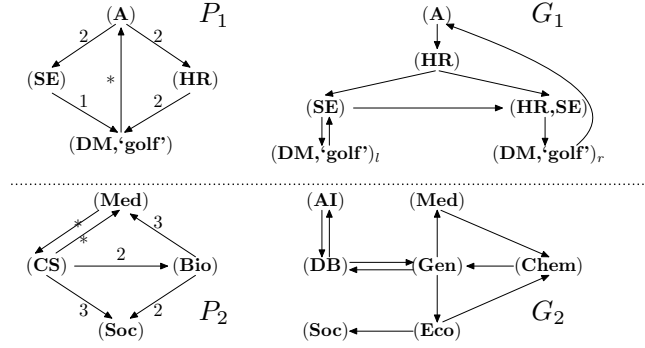 (A) P1 (A) G1
2 2
(HR)
(SE) * (HR)
1 2 (SE) (HR,SE)
(DM,‘golf’) (DM,‘golf’)l (DM,‘golf’)r
(Med) (AI) (Med)
* * 3
(CS) 2 (Bio) (DB) (Gen) (Chem)
3 2
(Soc) P2 (Soc) (Eco) G2